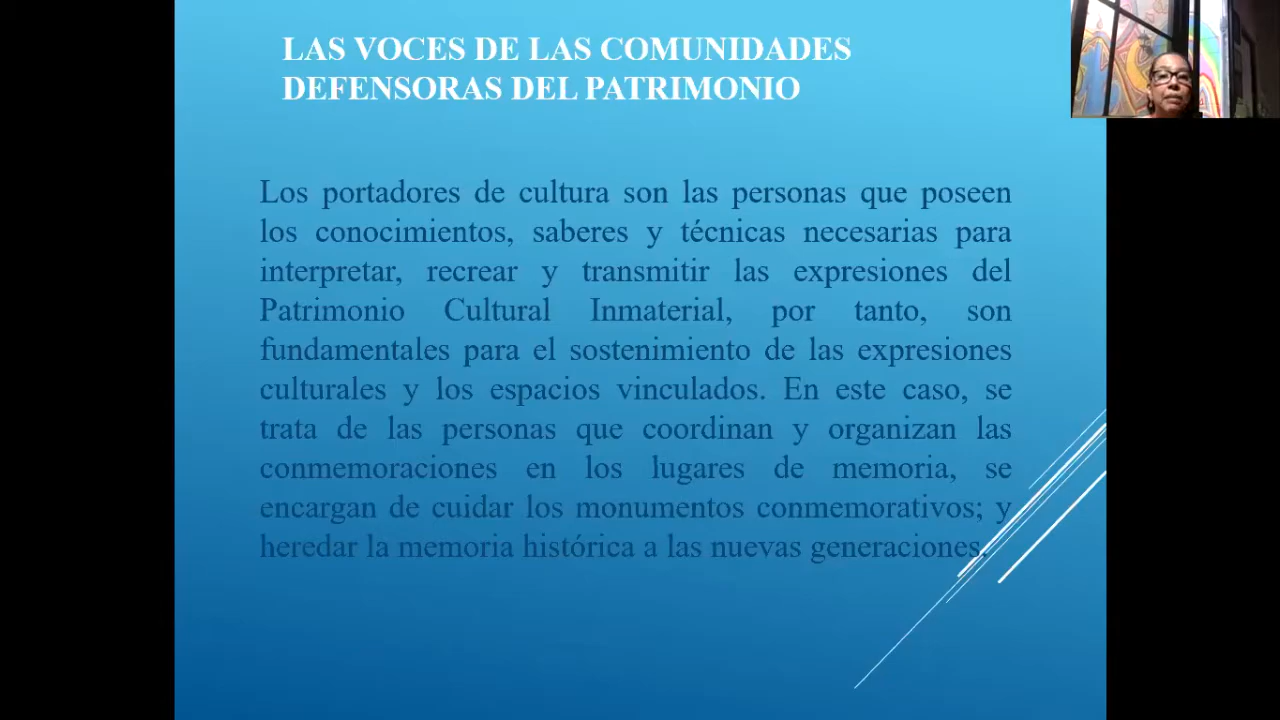 LAS VOCES DE LAS COMUNIDADES
DEFENSORAS DEL PATRIMONIO
Los portadores de cultura son las personas que poseen
los conocimientos, saberes y técnicas necesarias para
interpretar, recrear y transmitir las expresiones del
Patrimonio Cultural Inmaterial, por tanto, son
fundamentales para el sostenimiento de las expresiones
culturales y los espacios vinculados. En este caso, se
trata de las personas que coordinan y organizan las
conmemoraciones en los lugares de memoria, se
encargan de cuidar los monumentos conmemorativos; y
heredar la memoria histórica a las nuevas generaciones.